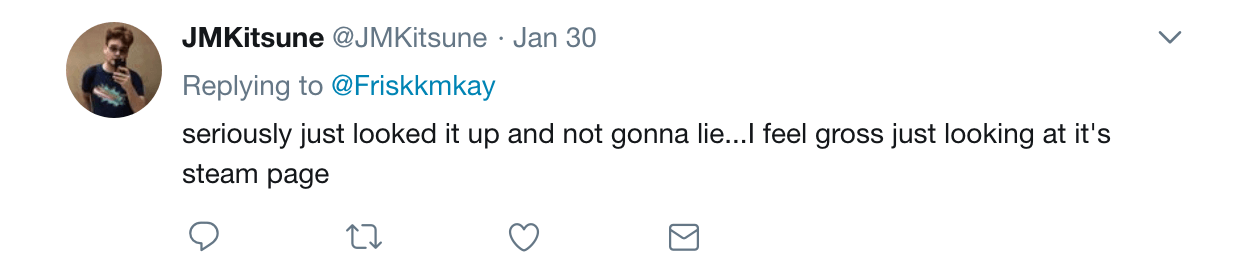 JMKitsune @JMKitsune · Jan 30
Replying to @Friskkmkay
seriously just looked it up and not gonna lie...I feel gross just looking at it's
steam page